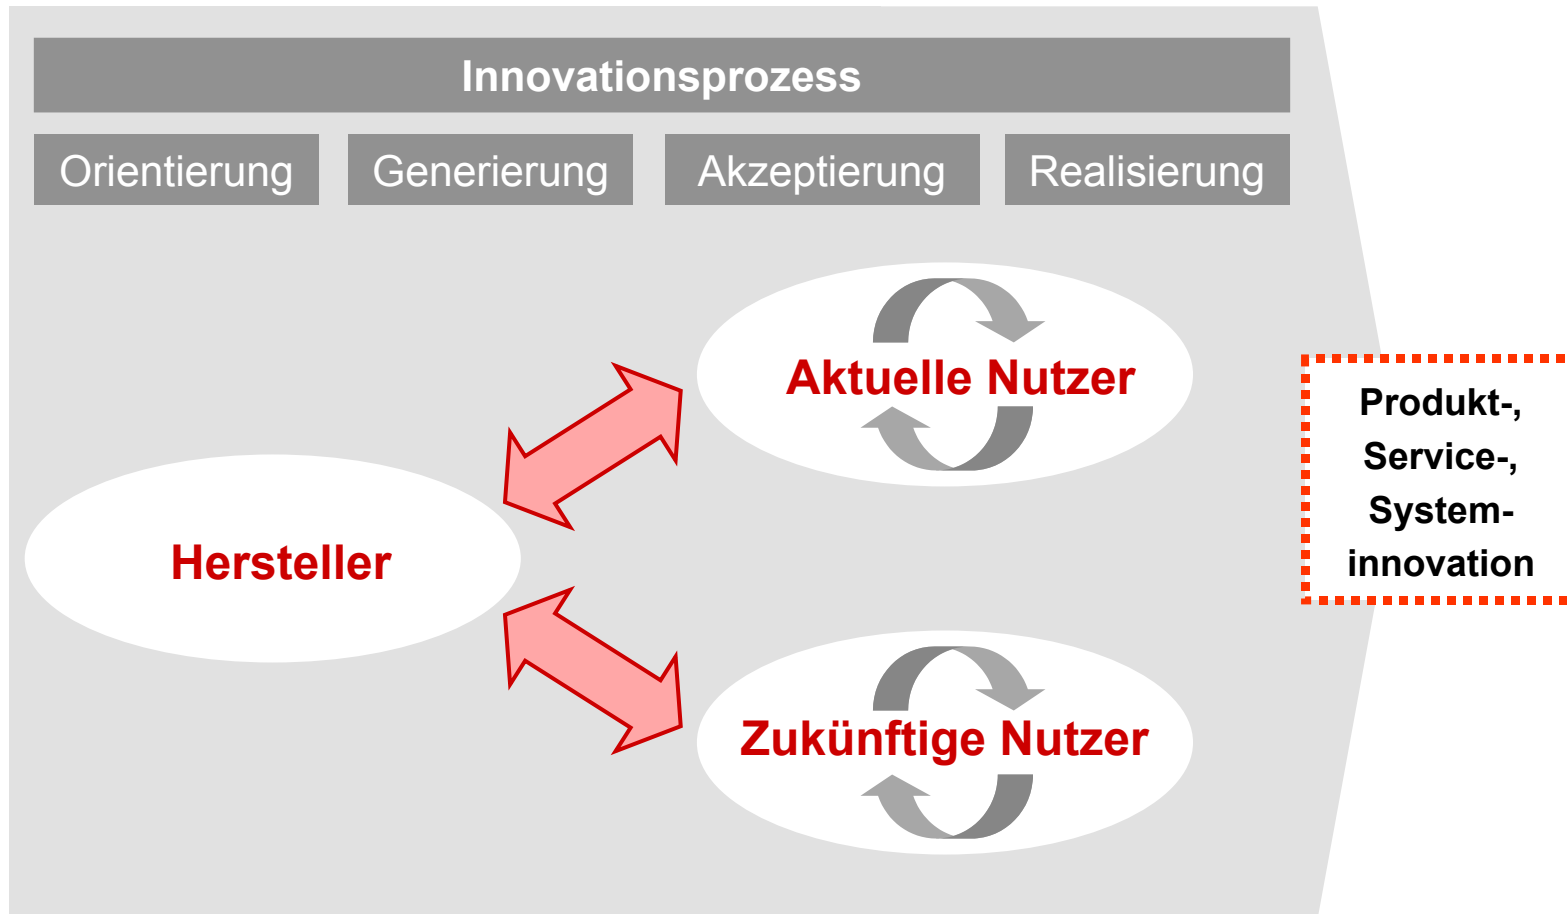 Innovationsprozess
Orientierung
Generierung
Akzeptierung
Realisierung
Aktuelle Nutzer
Hersteller
Zukünftige Nutzer
Produkt-,
Service-,
System-
innovation